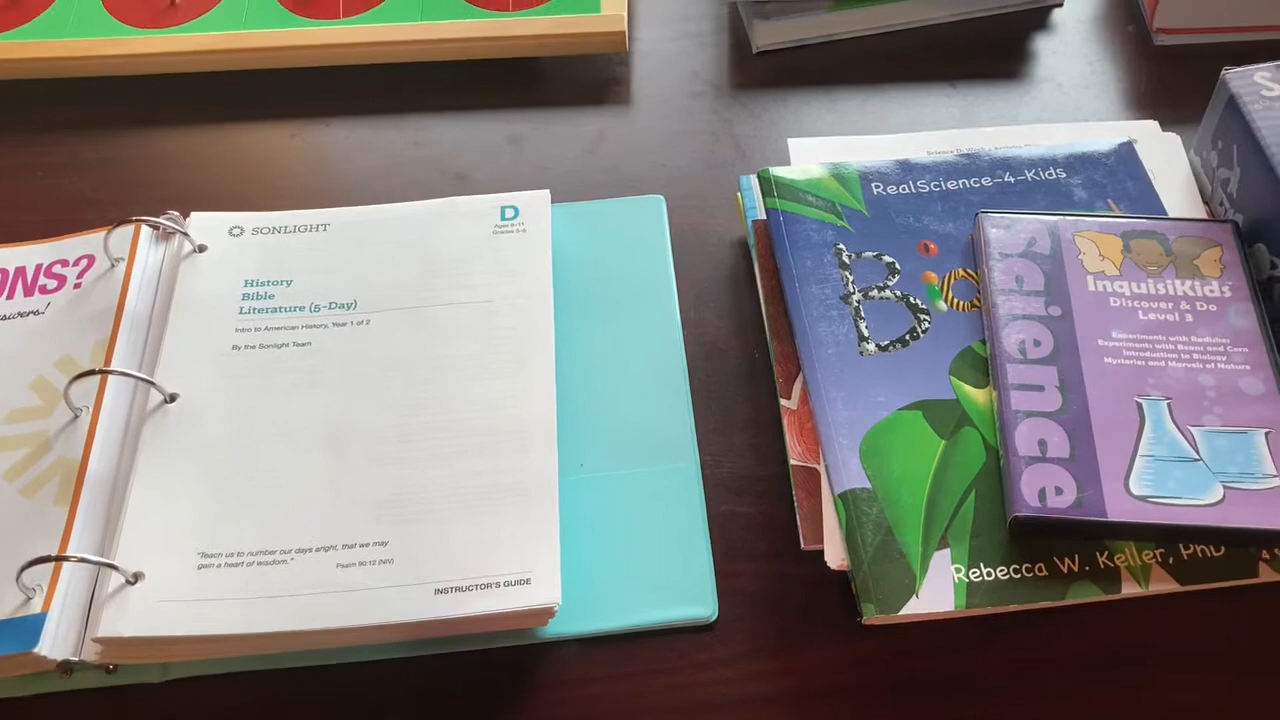 ONS?
swers!
SONLIGHT
D
Ages 8-11
Grades 3-6
History
Bible
Literature (5-Day)
Intro to American History, Year 1 of 2
By the Sonlight Team
"Teach us to number our days aright, that we may
gain a heart of wisdom."
Psalm 90:12 (NIV)
INSTRUCTOR'S GUIDE
RealScience-4-Kids
Bio
Rebecca W. Keller, PhD
science
InquisiKids
Discover & Do
Level 3
Experiments with Radishes
Experiments with Beans and Corn
Introduction to Biology
Mysteries and Marvels of Nature
S